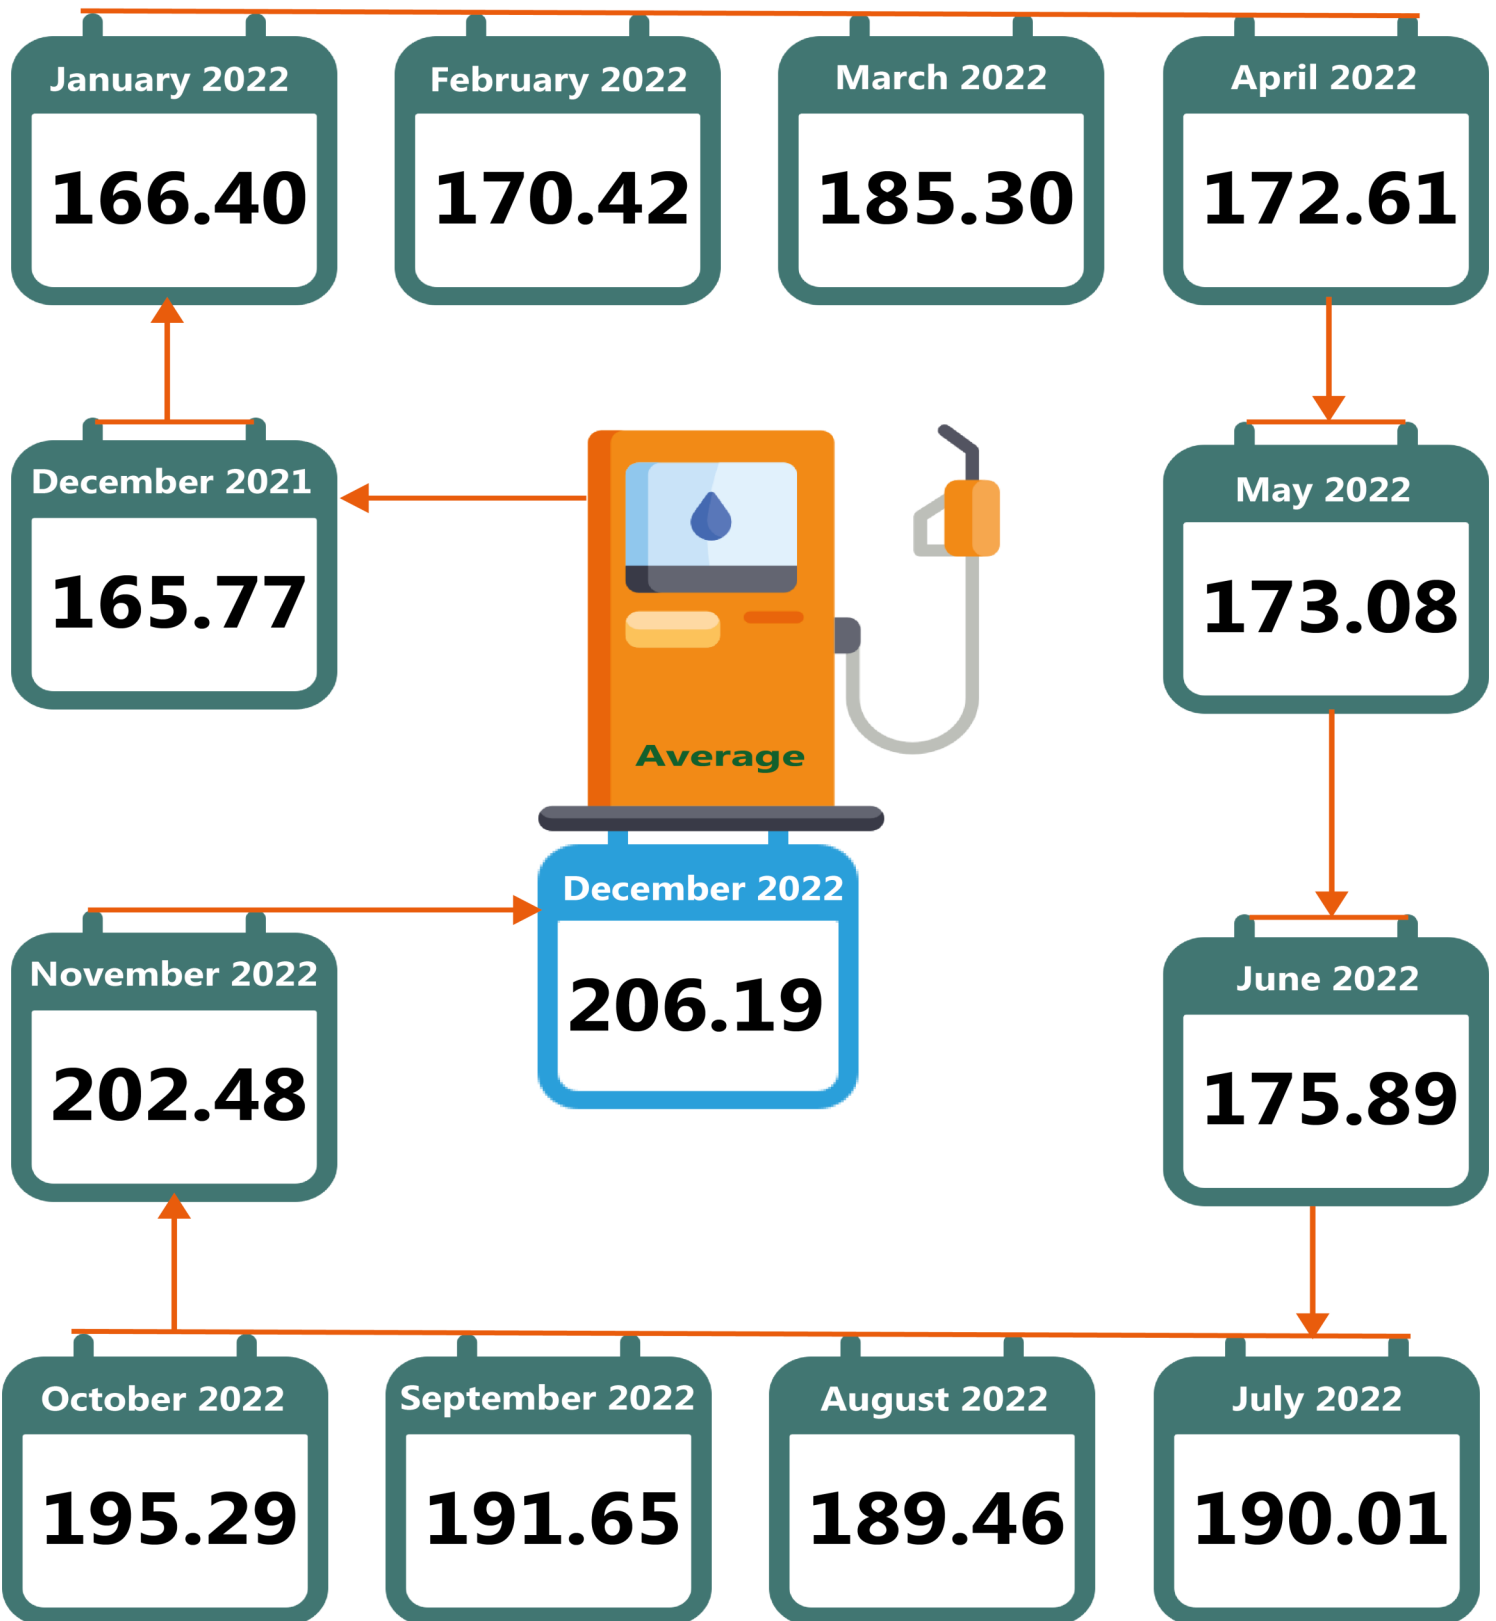 January 2022
166.40
February 2022
170.42
March 2022
185.30
April 2022
172.61
December 2021
165.77
May 2022
173.08
Average
December 2022
206.19
November 2022
202.48
June 2022
175.89
October 2022
195.29
September 2022
191.65
August 2022
189.46
July 2022
190.01